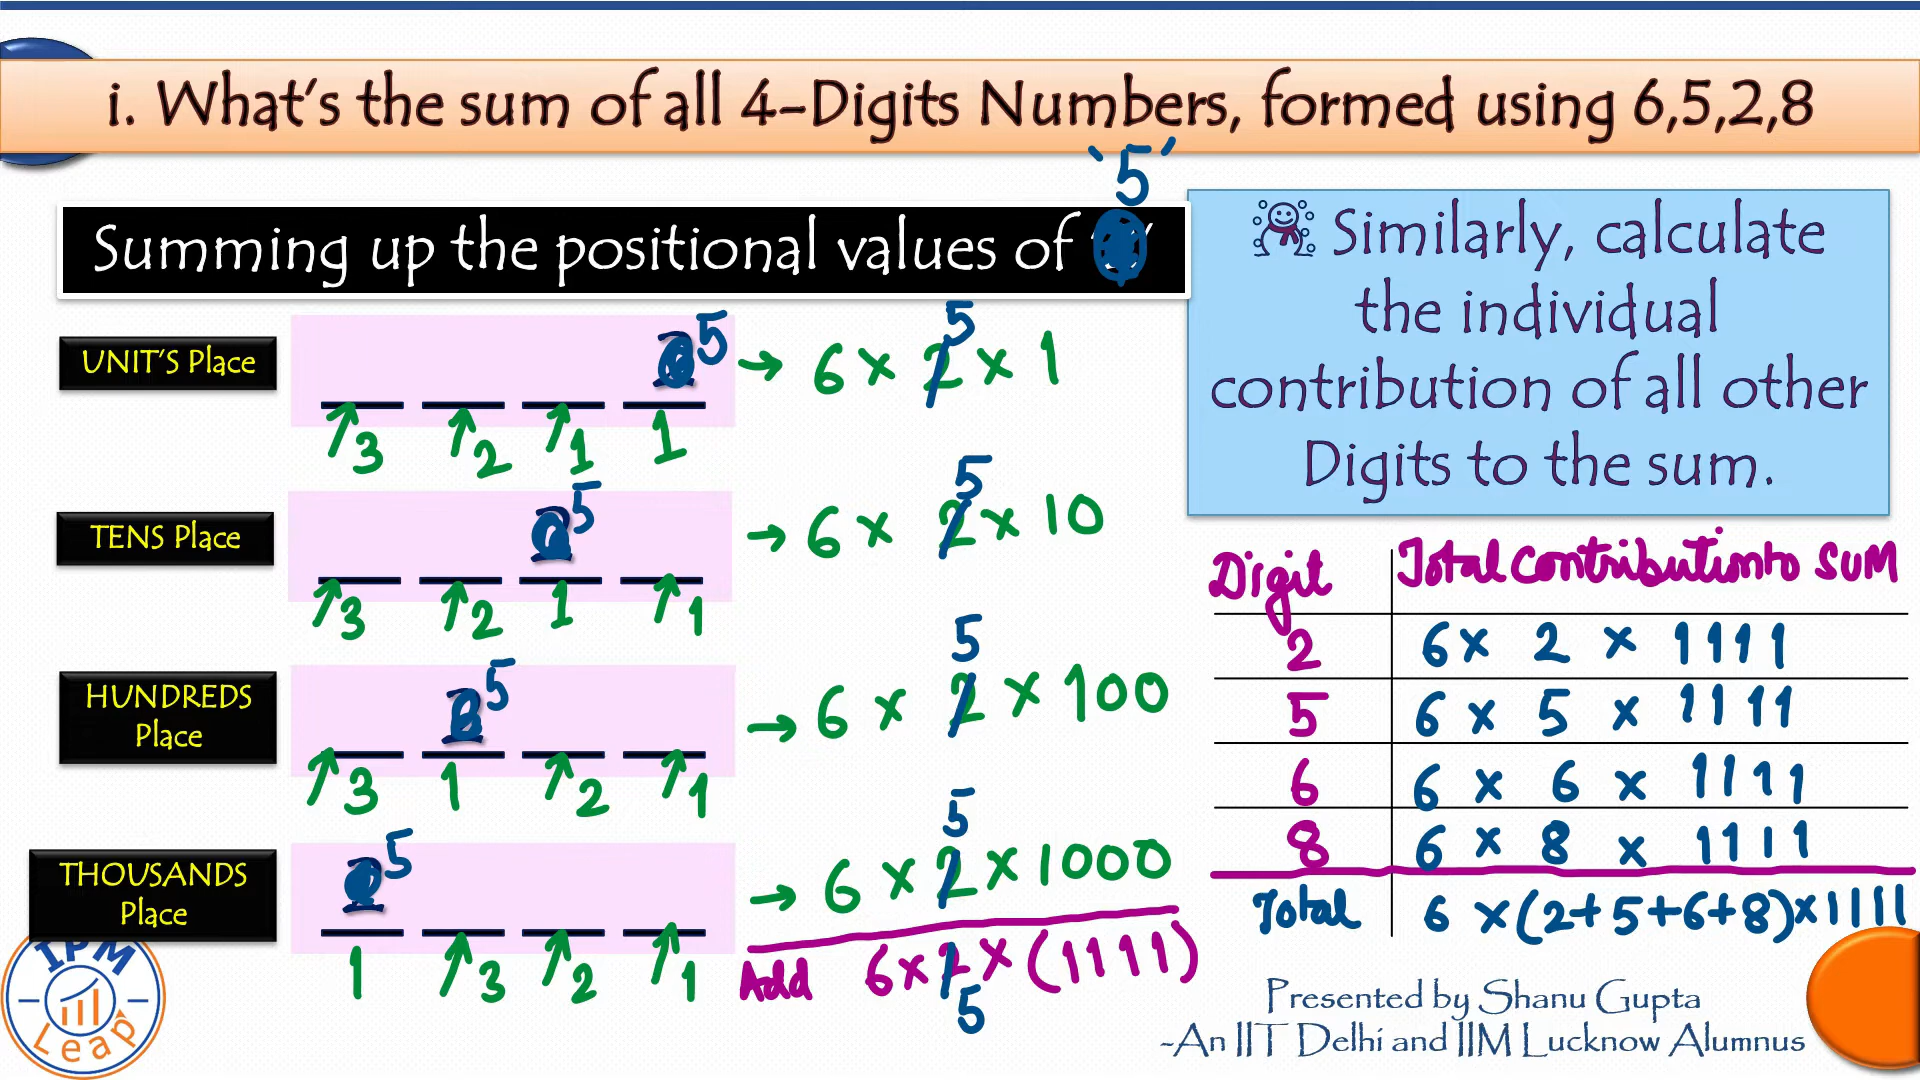 i. What's the sum of all 4-Digits Numbers, formed using 6,5,2,8
'5'
Summing up the positional values of
Similarly, calculate
the individual
contribution of all other
Digits to the sum.
UNIT'S Place
5
→ 6 × 2 × 1
5
↑3 ↑2 ↑1 1
TENS Place
5
→ 6 × 2 × 10
5
↑3 ↑2 1 ↑1
HUNDREDS
Place
5
→ 6 × 2 × 100
5
↑3 1 ↑2 ↑1
THOUSANDS
Place
5
→ 6 × 2 × 1000
5
1 ↑3 ↑2 ↑1
Add 6 × 2 × (1111)
5
Digit Total Contribution to SUM
2 6 × 2 × 1111
5 6 × 5 × 1111
6 6 × 6 × 1111
8 6 × 8 × 1111
Total 6 × (2+5+6+8) × 1111
IPM
Leap
Presented by Shanu Gupta
-An IIT Delhi and IIM Lucknow Alumnus